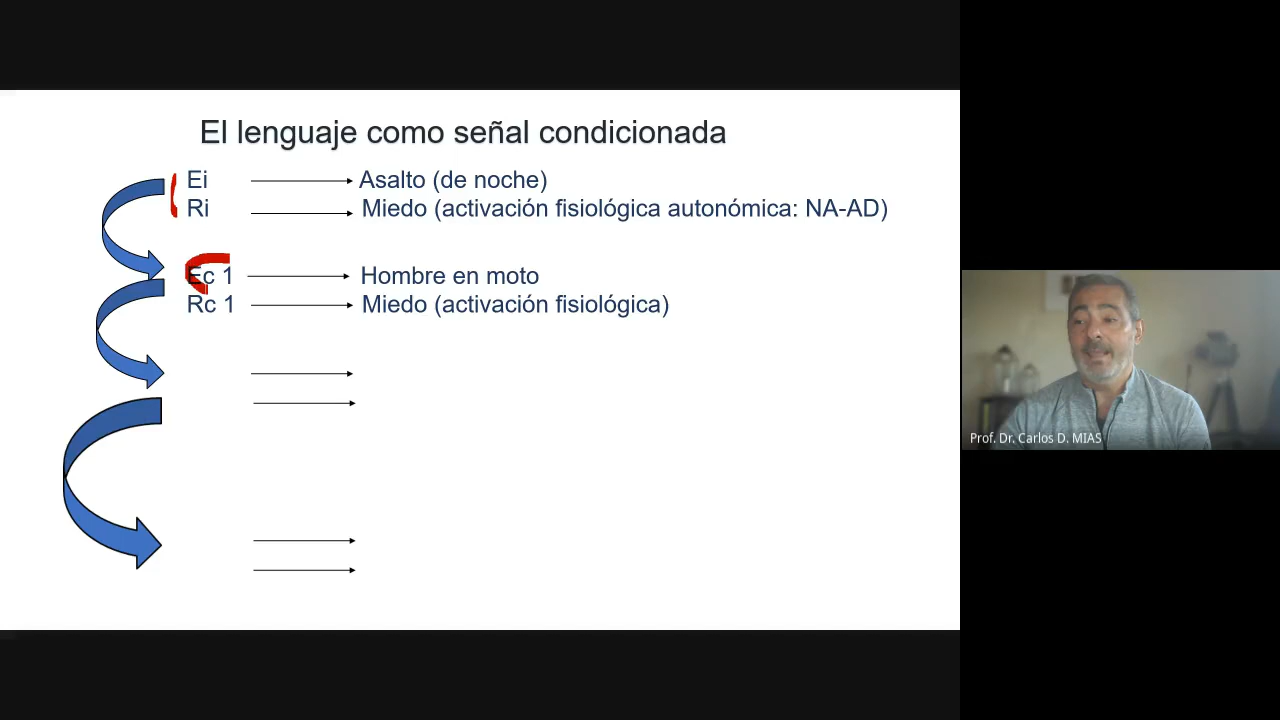 El lenguaje como señal condicionada
Ei Asalto (de noche)
Ri Miedo (activación fisiológica autonómica: NA-AD)
Ec 1 Hombre en moto
Rc 1 Miedo (activación fisiológica)
Prof. Dr. Carlos D. MIAS